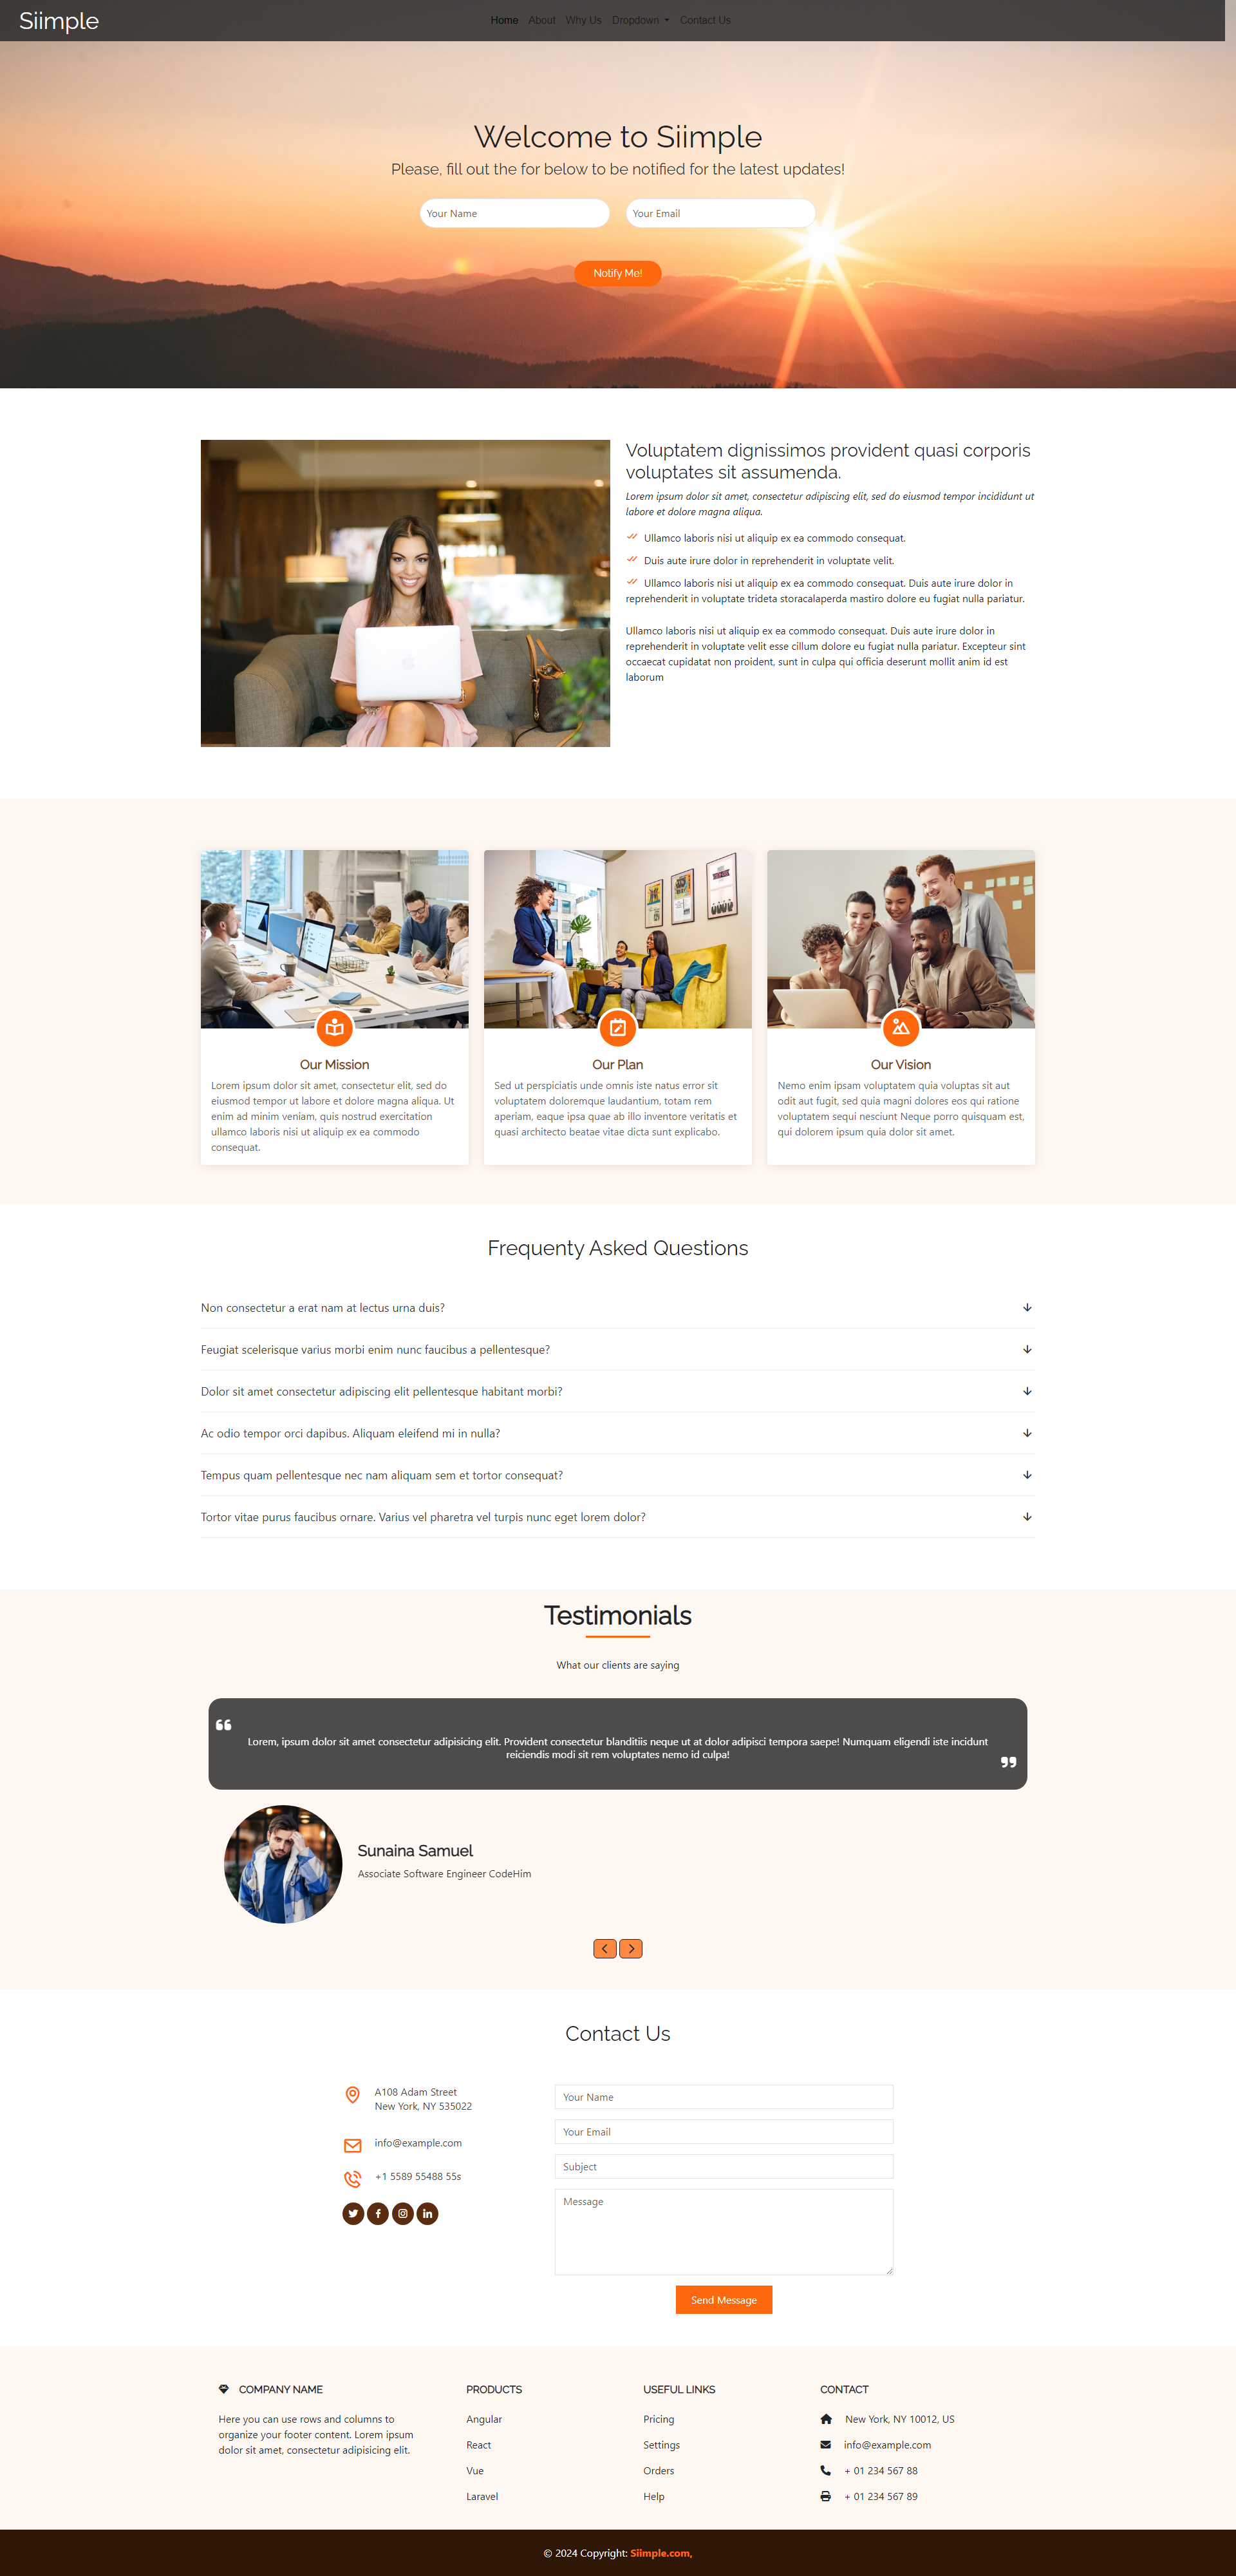 Siimple
Home About Why Us Dropdown Contact Us
Welcome to Siimple
Please, fill out the for below to be notified for the latest updates!
Your Name
Your Email
Notify Me!
Voluptatem dignissimos provident quasi corporis
voluptates sit assumenda.
Lorem ipsum dolor sit amet, consectetur adipiscing elit, sed do eiusmod tempor incididunt ut
labore et dolore magna aliqua.
Ullamco laboris nisi ut aliquip ex ea commodo consequat.
Duis aute irure dolor in reprehenderit in voluptate velit.
Ullamco laboris nisi ut aliquip ex ea commodo consequat. Duis aute irure dolor in
reprehenderit in voluptate trideta storacalaperda mastiro dolore eu fugiat nulla pariatur.
Ullamco laboris nisi ut aliquip ex ea commodo consequat. Duis aute irure dolor in
reprehenderit in voluptate velit esse cillum dolore eu fugiat nulla pariatur. Excepteur sint
occaecat cupidatat non proident, sunt in culpa qui officia deserunt mollit anim id est
laborum
Our Mission
Lorem ipsum dolor sit amet, consectetur elit, sed do
eiusmod tempor ut labore et dolore magna aliqua. Ut
enim ad minim veniam, quis nostrud exercitation
ullamco laboris nisi ut aliquip ex ea commodo
consequat.
Our Plan
Sed ut perspiciatis unde omnis iste natus error sit
voluptatem doloremque laudantium, totam rem
aperiam, eaque ipsa quae ab illo inventore veritatis et
quasi architecto beatae vitae dicta sunt explicabo.
Our Vision
Nemo enim ipsam voluptatem quia voluptas sit aut
odit aut fugit, sed quia magni dolores eos qui ratione
voluptatem sequi nesciunt Neque porro quisquam est,
qui dolorem ipsum quia dolor sit amet.
Frequenty Asked Questions
Non consectetur a erat nam at lectus urna duis?
Feugiat scelerisque varius morbi enim nunc faucibus a pellentesque?
Dolor sit amet consectetur adipiscing elit pellentesque habitant morbi?
Ac odio tempor orci dapibus. Aliquam eleifend mi in nulla?
Tempus quam pellentesque nec nam aliquam sem et tortor consequat?
Tortor vitae purus faucibus ornare. Varius vel pharetra vel turpis nunc eget lorem dolor?
Testimonials
What our clients are saying
Lorem, ipsum dolor sit amet consectetur adipisicing elit. Provident consectetur blanditiis neque ut at dolor adipisci tempora saepe! Numquam eligendi iste incidunt
reiciendis modi sit rem voluptates nemo id culpa!
Sunaina Samuel
Associate Software Engineer CodeHim
Contact Us
A108 Adam Street
New York, NY 535022
info@example.com
+1 5589 55488 55s
Your Name
Your Email
Subject
Message
Send Message
COMPANY NAME
Here you can use rows and columns to
organize your footer content. Lorem ipsum
dolor sit amet, consectetur adipisicing elit.
PRODUCTS
Angular
React
Vue
Laravel
USEFUL LINKS
Pricing
Settings
Orders
Help
CONTACT
New York, NY 10012, US
info@example.com
+ 01 234 567 88
+ 01 234 567 89
© 2024 Copyright: Siimple.com,